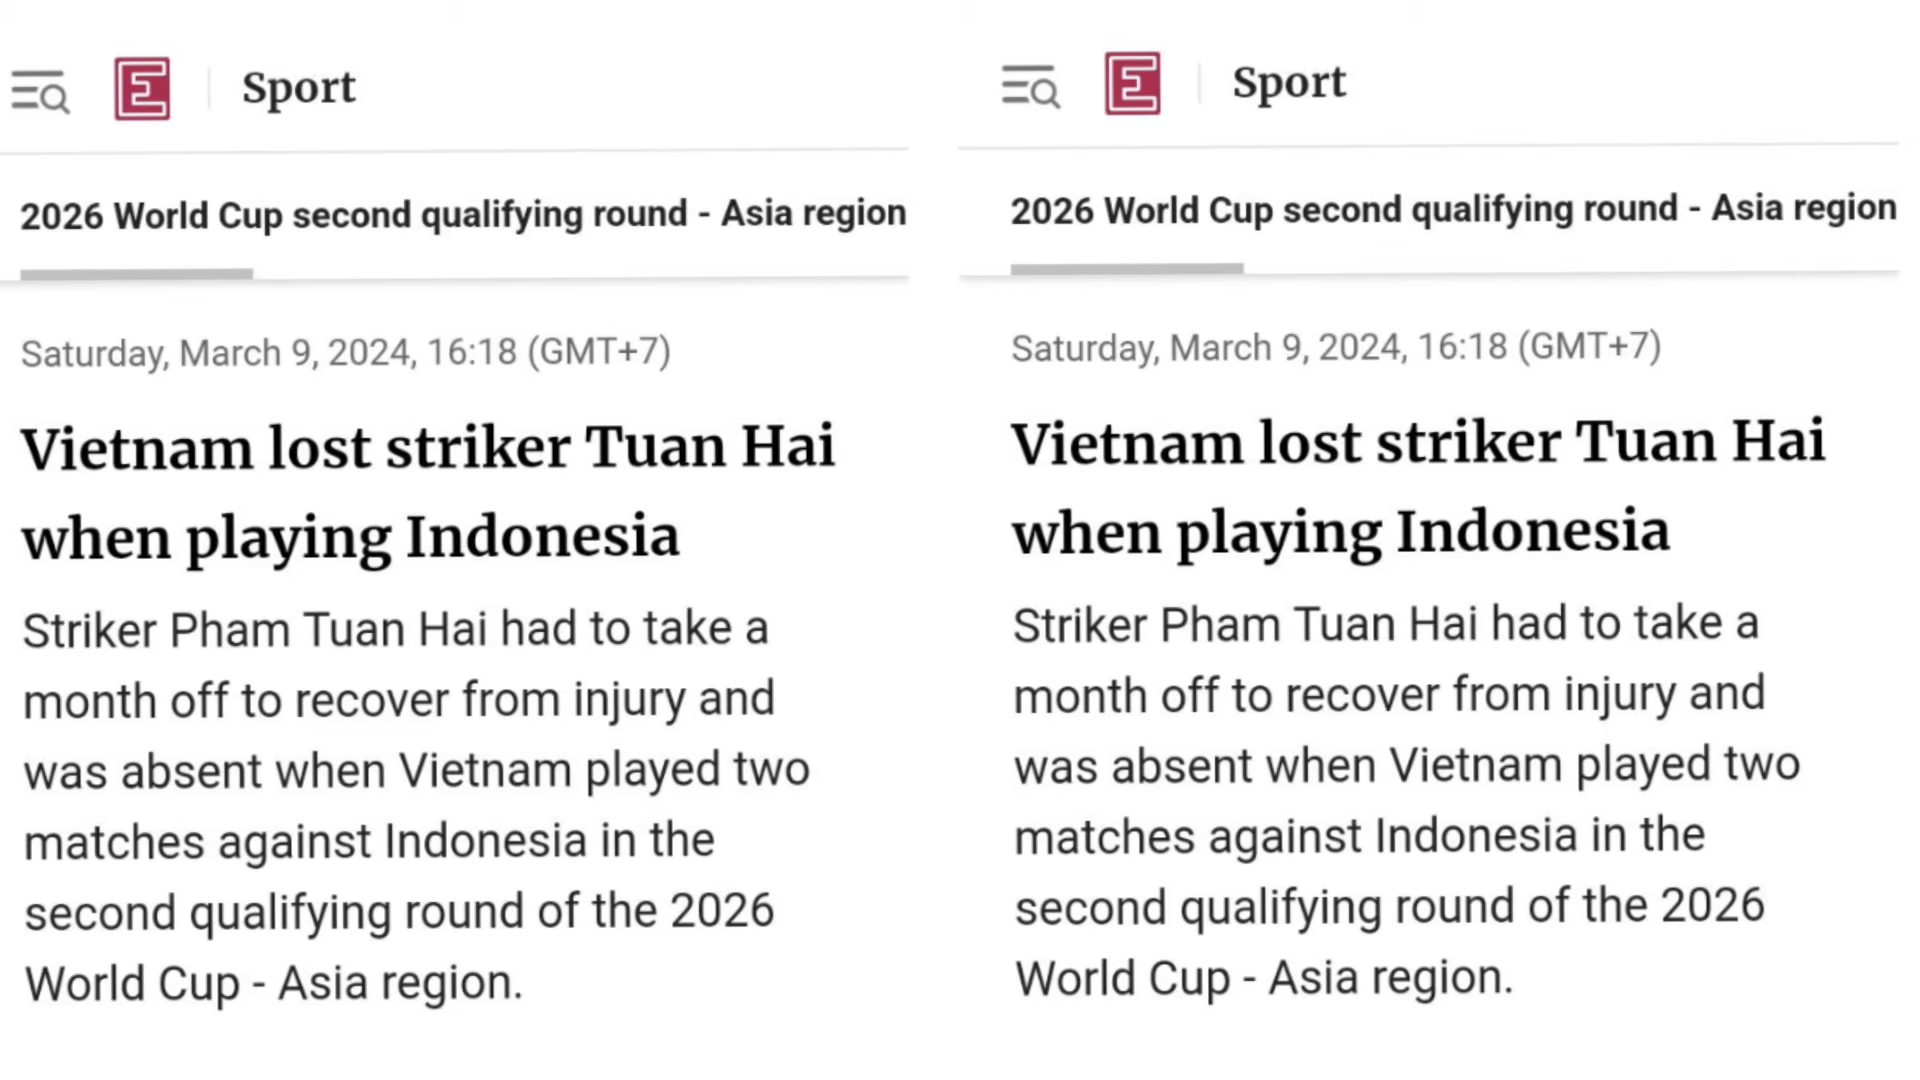 E
Sport
2026 World Cup second qualifying round - Asia region
Saturday, March 9, 2024, 16:18 (GMT+7)
Vietnam lost striker Tuan Hai
when playing Indonesia
Striker Pham Tuan Hai had to take a
month off to recover from injury and
was absent when Vietnam played two
matches against Indonesia in the
second qualifying round of the 2026
World Cup - Asia region.
E
Sport
2026 World Cup second qualifying round - Asia region
Saturday, March 9, 2024, 16:18 (GMT+7)
Vietnam lost striker Tuan Hai
when playing Indonesia
Striker Pham Tuan Hai had to take a
month off to recover from injury and
was absent when Vietnam played two
matches against Indonesia in the
second qualifying round of the 2026
World Cup - Asia region.